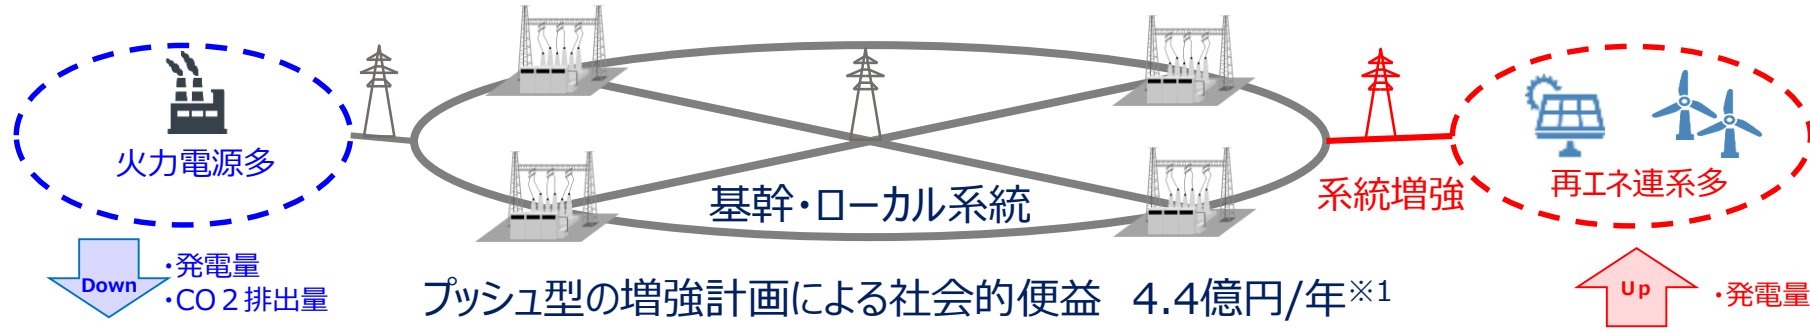 火力電源多
基幹・ローカル系統
系統増強
再エネ連系多
Down
・発電量
・CO２排出量
プッシュ型の増強計画による社会的便益 4.4億円/年※1
Up
・発電量